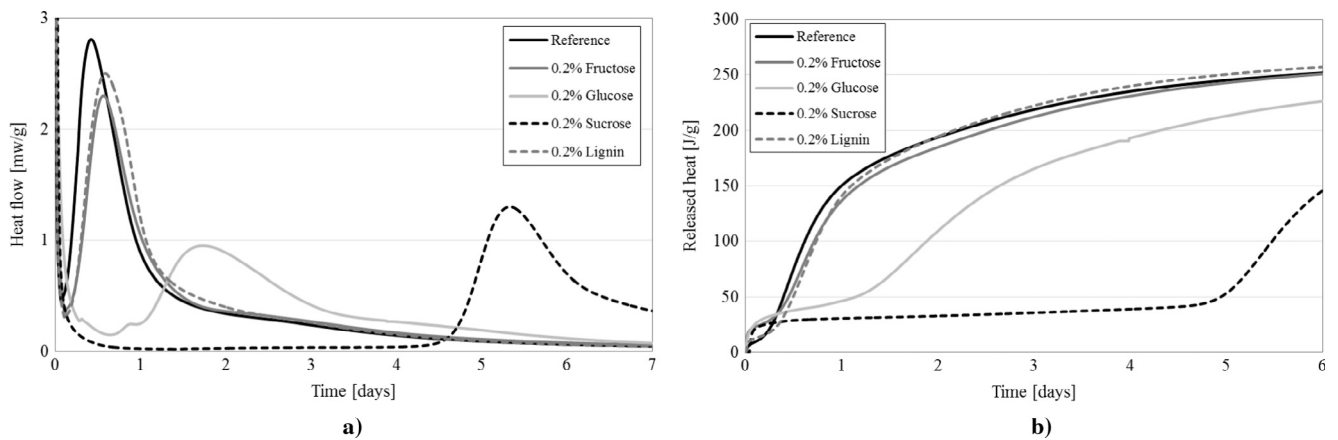 3
2
1
0
Heat flow [mw/g]
Reference
0.2% Fructose
0.2% Glucose
0.2% Sucrose
0.2% Lignin
0 1 2 3 4 5 6 7
Time [days]
a)
300
250
200
150
100
50
0
Released heat [J/g]
Reference
0.2% Fructose
0.2% Glucose
0.2% Sucrose
0.2% Lignin
0 1 2 3 4 5 6
Time [days]
b)